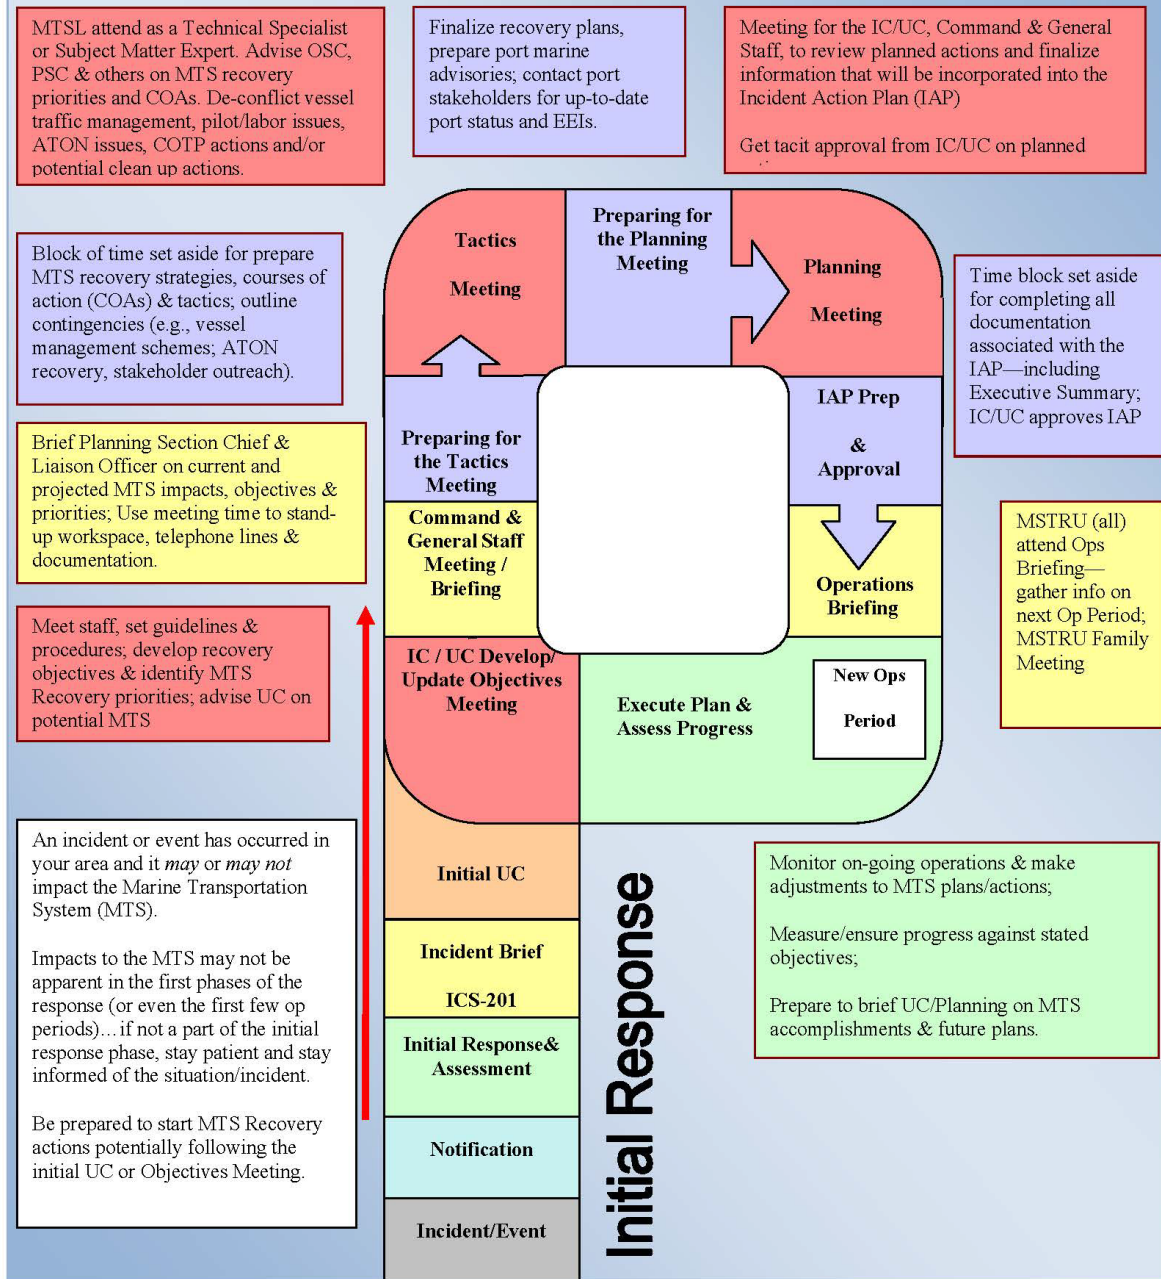 MTSL attend as a Technical Specialist
or Subject Matter Expert. Advise OSC,
PSC & others on MTS recovery
priorities and COAs. De-conflict vessel
traffic management, pilot/labor issues,
ATON issues, COTP actions and/or
potential clean up actions.
Finalize recovery plans,
prepare port marine
advisories; contact port
stakeholders for up-to-date
port status and EEIs.
Meeting for the IC/UC, Command & General
Staff, to review planned actions and finalize
information that will be incorporated into the
Incident Action Plan (IAP)
Get tacit approval from IC/UC on planned
Block of time set aside for prepare
MTS recovery strategies, courses of
action (COAs) & tactics; outline
contingencies (e.g., vessel
management schemes; ATON
recovery, stakeholder outreach).
Tactics
Meeting
Preparing for
the Planning
Meeting
Planning
Meeting
Time block set aside
for completing all
documentation
associated with the
IAP—including
Executive Summary;
IC/UC approves IAP
Brief Planning Section Chief &
Liaison Officer on current and
projected MTS impacts, objectives &
priorities; Use meeting time to stand-
up workspace, telephone lines &
documentation.
Preparing for
the Tactics
Meeting
IAP Prep
&
Approval
Command &
General Staff
Meeting /
Briefing
Operations
Briefing
MSTRU (all)
attend Ops
Briefing—
gather info on
next Op Period;
MSTRU Family
Meeting
Meet staff, set guidelines &
procedures; develop recovery
objectives & identify MTS
Recovery priorities; advise UC on
potential MTS
IC / UC Develop/
Update Objectives
Meeting
Execute Plan &
Assess Progress
New Ops
Period
An incident or event has occurred in
your area and it may or may not
impact the Marine Transportation
System (MTS).
Impacts to the MTS may not be
apparent in the first phases of the
response (or even the first few op
periods)…if not a part of the initial
response phase, stay patient and stay
informed of the situation/incident.
Be prepared to start MTS Recovery
actions potentially following the
initial UC or Objectives Meeting.
Initial UC
Incident Brief
ICS-201
Initial Response&
Assessment
Notification
Incident/Event
Initial Response
Monitor on-going operations & make
adjustments to MTS plans/actions;
Measure/ensure progress against stated
objectives;
Prepare to brief UC/Planning on MTS
accomplishments & future plans.